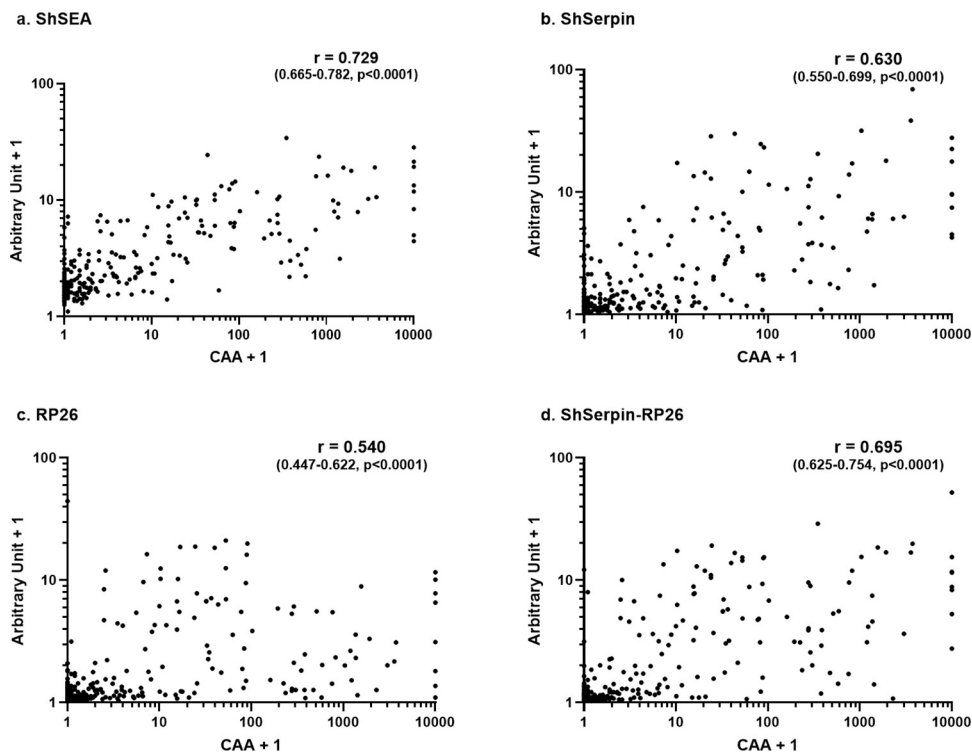 a. ShSEA
r = 0.729
(0.665-0.782, p<0.0001)
100
10
1
Arbitrary Unit + 1
1 10 100 1000 10000
CAA + 1
b. ShSerpin
r = 0.630
(0.550-0.699, p<0.0001)
100
10
1
Arbitrary Unit + 1
1 10 100 1000 10000
CAA + 1
c. RP26
r = 0.540
(0.447-0.622, p<0.0001)
100
10
1
Arbitrary Unit + 1
1 10 100 1000 10000
CAA + 1
d. ShSerpin-RP26
r = 0.695
(0.625-0.754, p<0.0001)
100
10
1
Arbitrary Unit + 1
1 10 100 1000 10000
CAA + 1